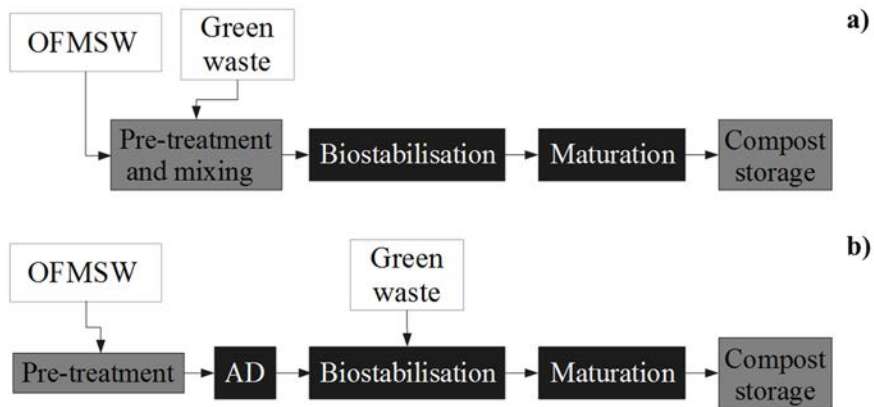 a)
OFMSW
Green
waste
Pre-treatment
and mixing
Biostabilisation
Maturation
Compost
storage
b)
OFMSW
Green
waste
Pre-treatment
AD
Biostabilisation
Maturation
Compost
storage